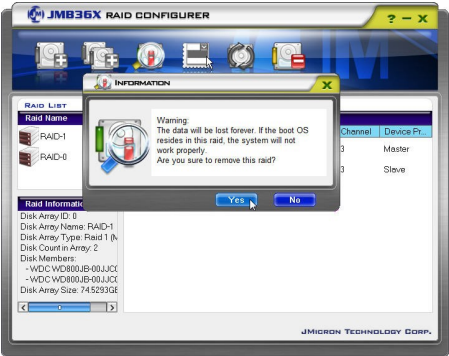 JMB36X RAID CONFIGURER
? – X
INFORMATION
X
Warning:
The data will be lost forever. If the boot OS
resides in this raid, the system will not
work properly.
Are you sure to remove this raid?
Yes No
RAID LIST
Raid Name
RAID-1
RAID-0
Channel Device Pr...
3 Master
3 Slave
Raid Informatic
Disk Array ID: 0
Disk Array Name: RAID-1
Disk Array Type: Raid 1 (M
Disk Count in Array: 2
Disk Members:
- WDC WD800JB-00JJC0
- WDC WD800JB-00JJC0
Disk Array Size: 74.5293GE
JMICRON TECHNOLOGY CORP.